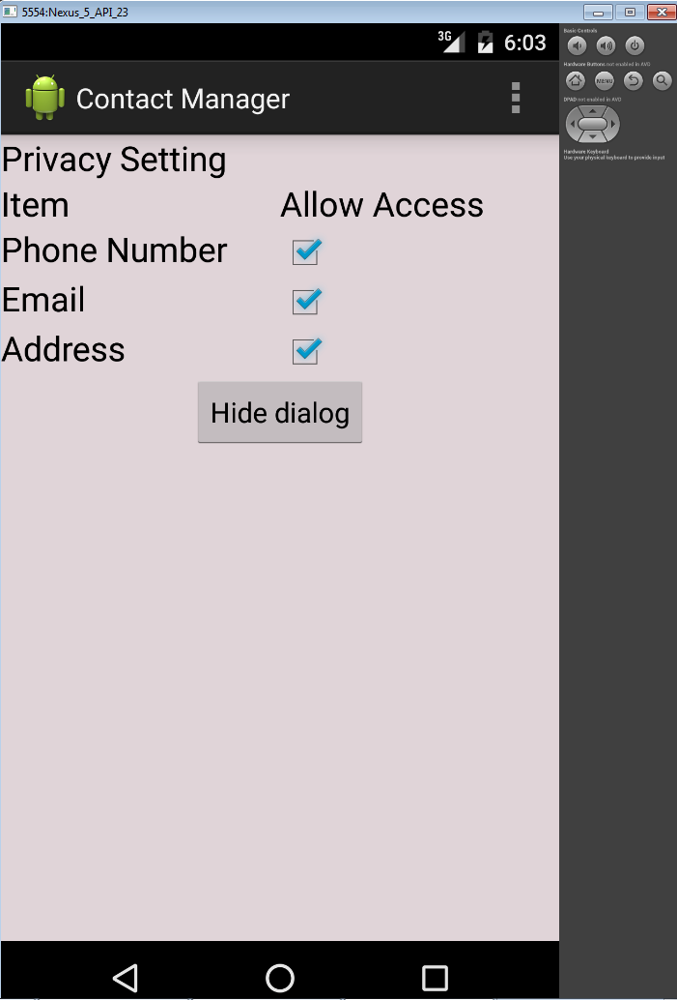 5554:Nexus_5_API_23
3G 6:03
Contact Manager
Privacy Setting
Item Allow Access
Phone Number
Email
Address
Hide dialog
Basic Controls
Hardware Buttons not enabled in AVD
MENU
DPAD not enabled in AVD
Hardware Keyboard
Use your physical keyboard to provide input